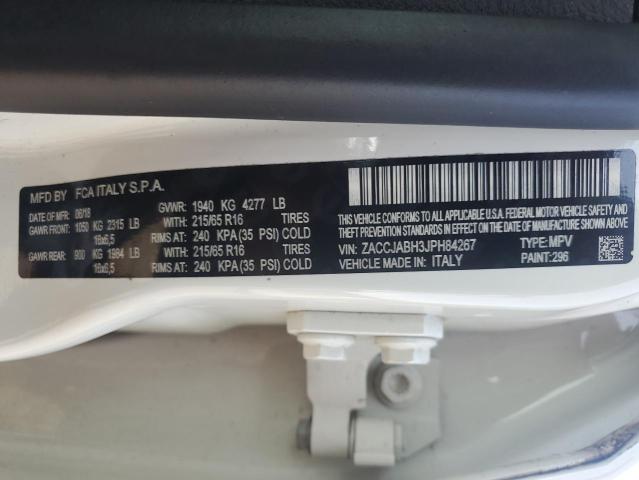 MFD BY FCA ITALY S.P.A.
DATE OF MFD: 06/18 GVWR: 1940 KG 4277 LB
GAWR FRONT: 1050 KG 2315 LB WITH: 215/65 R16 TIRES
16x6,5 RIMS AT: 240 KPA (35 PSI) COLD
GAWR REAR: 900 KG 1984 LB WITH: 215/65 R16 TIRES
16x6,5 RIMS AT: 240 KPA (35 PSI) COLD
THIS VEHICLE CONFORMS TO ALL APPLICABLE U.S.A. FEDERAL MOTOR VEHICLE SAFETY,
BUMPER, AND THEFT PREVENTION STANDARDS IN EFFECT ON THE DATE OF MANUFACTURE SHOWN ABOVE.
VIN: ZACCJABH3JPH84267 TYPE: MPV
VEHICLE MADE IN: ITALY PAINT: 296